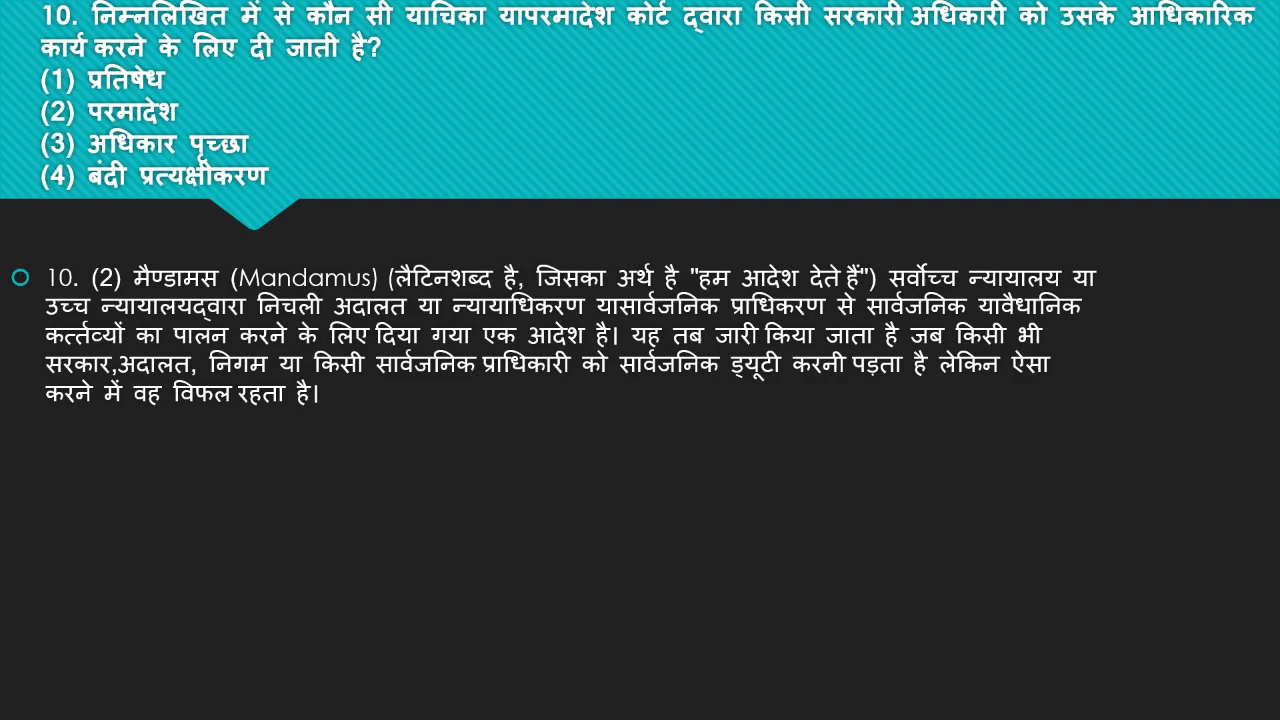 10. निम्नलिखित में से कौन सी याचिका यापरमादेश कोर्ट द्वारा किसी सरकारी अधिकारी को उसके आधिकारिक
कार्य करने के लिए दी जाती है?
(1) प्रतिषेध
(2) परमादेश
(3) अधिकार पृच्छा
(4) बंदी प्रत्यक्षीकरण
10. (2) मैण्डामस (Mandamus) (लैटिनशब्द है, जिसका अर्थ है "हम आदेश देते हैं") सर्वोच्च न्यायालय या
उच्च न्यायालयद्वारा निचली अदालत या न्यायाधिकरण यासार्वजनिक प्राधिकरण से सार्वजनिक यावैधानिक
कर्त्तव्यों का पालन करने के लिए दिया गया एक आदेश है। यह तब जारी किया जाता है जब किसी भी
सरकार,अदालत, निगम या किसी सार्वजनिक प्राधिकारी को सार्वजनिक ड्यूटी करनी पड़ता है लेकिन ऐसा
करने में वह विफल रहता है।